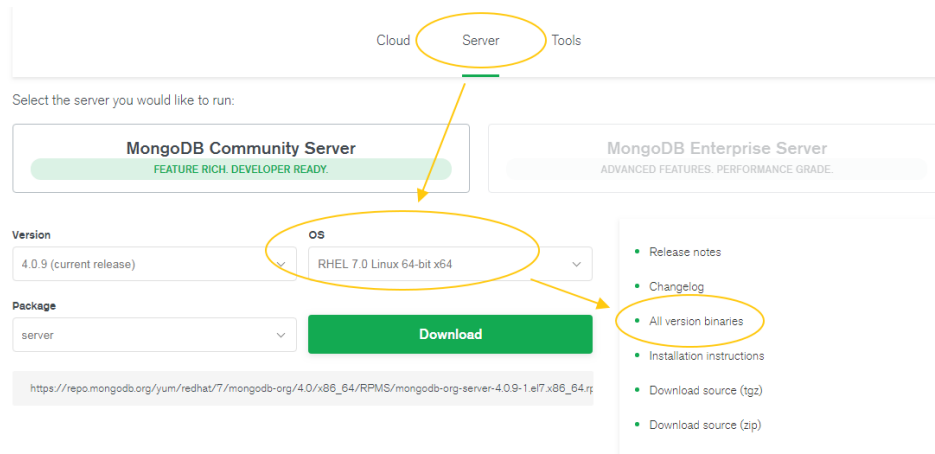 Cloud Server Tools
Select the server you would like to run:
MongoDB Community Server
FEATURE RICH. DEVELOPER READY.
MongoDB Enterprise Server
ADVANCED FEATURES. PERFORMANCE GRADE.
Version
4.0.9 (current release)
OS
RHEL 7.0 Linux 64-bit x64
Package
server
Download
https://repo.mongodb.org/yum/redhat/7/mongodb-org/4.0/x86_64/RPMS/mongodb-org-server-4.0.9-1.el7.x86_64.rp
Release notes
Changelog
All version binaries
Installation instructions
Download source (tgz)
Download source (zip)